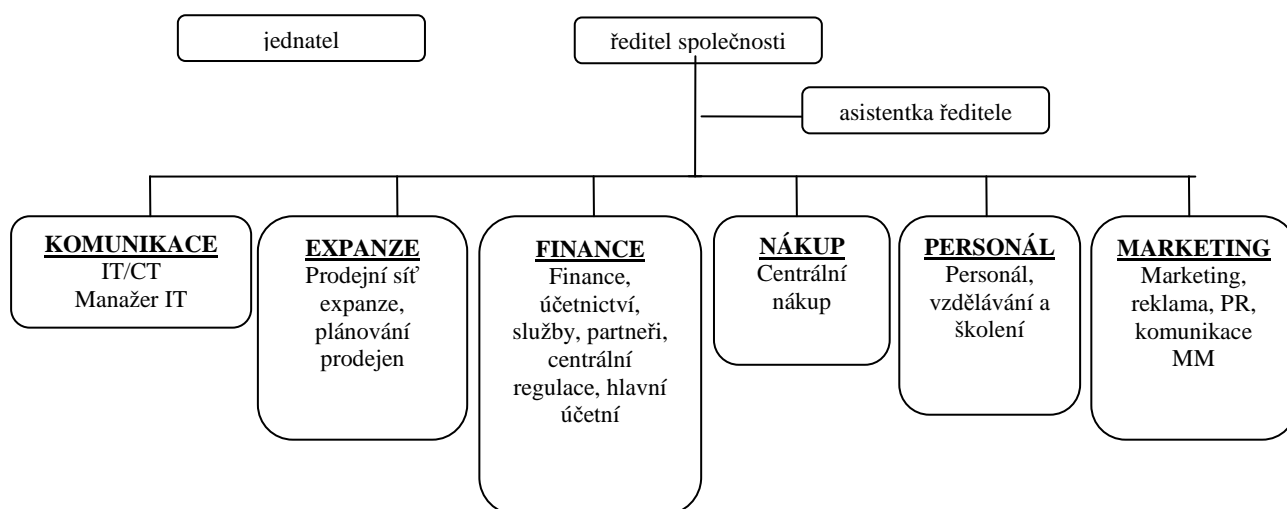 jednatel
ředitel společnosti
asistentka ředitele
KOMUNIKACE
IT/CT
Manažer IT
EXPANZE
Prodejní síť
expanze,
plánování
prodejen
FINANCE
Finance,
účetnictví,
služby, partneři,
centrální
regulace, hlavní
účetní
NÁKUP
Centrální
nákup
PERSONÁL
Personál,
vzdělávání a
školení
MARKETING
Marketing,
reklama, PR,
komunikace
MM